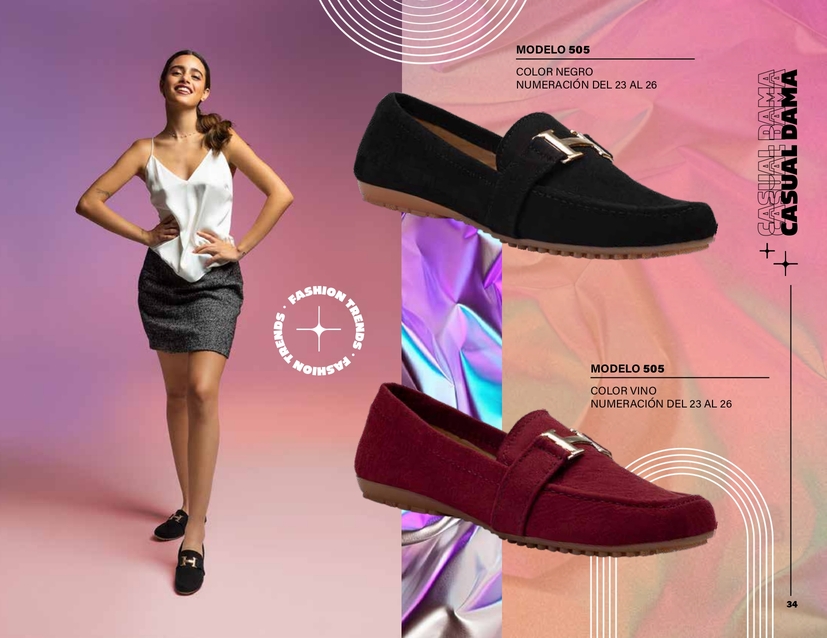 MODELO 505
COLOR NEGRO
NUMERACIÓN DEL 23 AL 26
CASUAL DAMA
CASUAL DAMA
FASHION TRENDS · FASHION TRENDS ·
MODELO 505
COLOR VINO
NUMERACIÓN DEL 23 AL 26
34